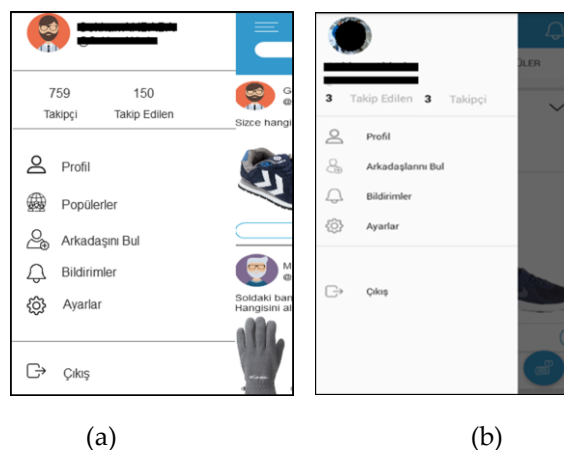 759
150
Takipçi
Takip Edilen
G
@
Sizce hangi
Profil
Popülerler
Arkadaşını Bul
Bildirimler
Ayarlar
M
@
Soldaki ban
Hangisini al
Çıkış
(a)
ÜLER
3 Takip Edilen 3 Takipçi
Profil
Arkadaşlarını Bul
Bildirimler
Ayarlar
Çıkış
(b)